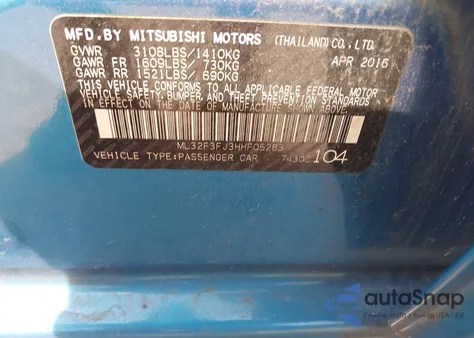 MFD.BY MITSUBISHI MOTORS (THAILAND)CO.,LTD.
GVWR 3108LBS/1410KG APR 2016
GAWR FR 1609LBS/ 730KG
GAWR RR 1521LBS/ 690KG
THIS VEHICLE CONFORMS TO ALL APPLICABLE FEDERAL MOTOR
VEHICLE SAFETY,BUMPER AND THEFT PREVENTION STANDARDS
IN EFFECT ON THE DATE OF MANUFACTURE SHOWN ABOVE.
ML32F3FJ3HHF05283
VEHICLE TYPE:PASSENGER CAR 7430C 104
autoSnap